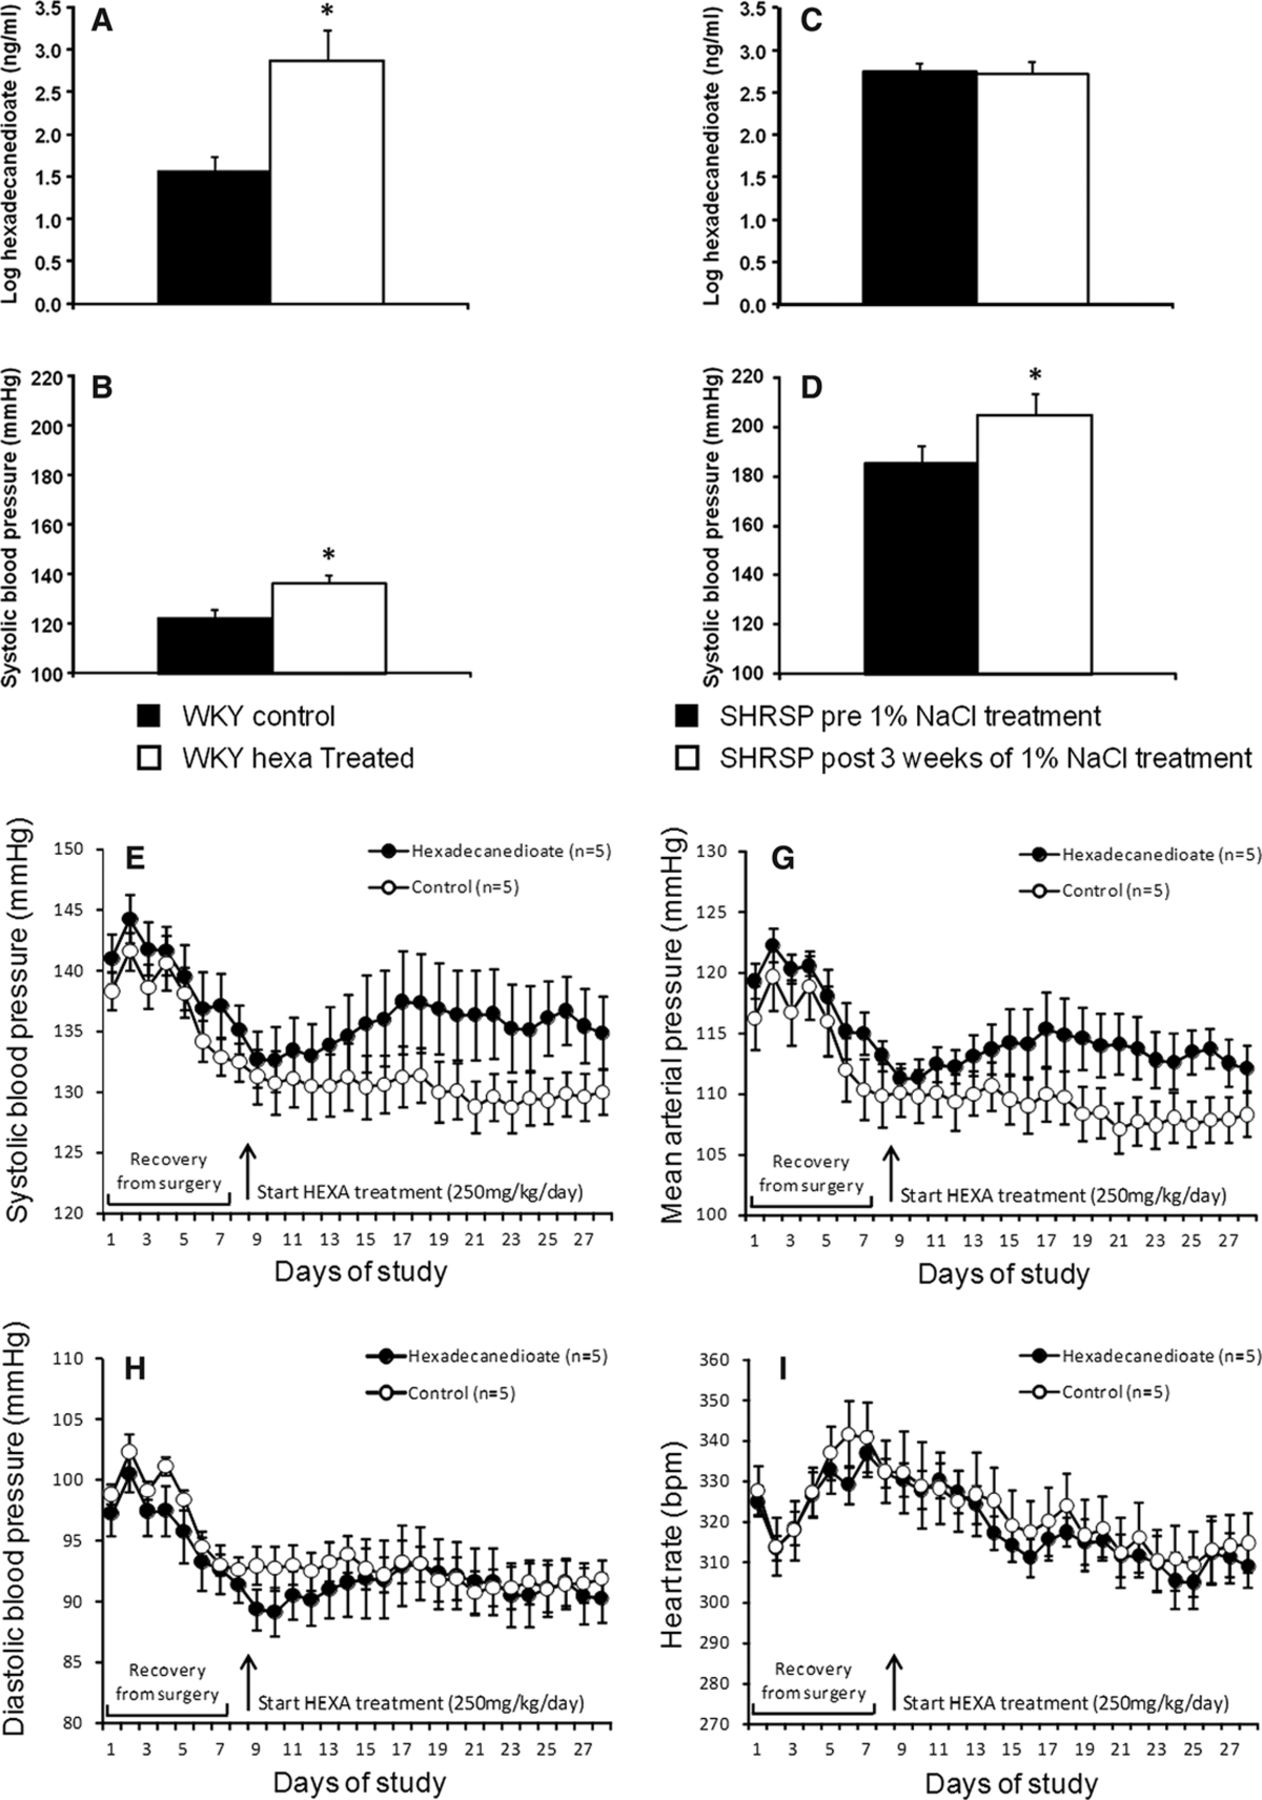 A
*
Log hexadecanedioate (ng/ml)
3.5
3.0
2.5
2.0
1.5
1.0
0.5
0.0
C
Log hexadecanedioate (ng/ml)
3.5
3.0
2.5
2.0
1.5
1.0
0.5
0.0
B
*
Systolic blood pressure (mmHg)
220
200
180
160
140
120
100
D
*
Systolic blood pressure (mmHg)
220
200
180
160
140
120
100
WKY control
WKY hexa Treated
SHRSP pre 1% NaCl treatment
SHRSP post 3 weeks of 1% NaCl treatment
E
Hexadecanedioate (n=5)
Control (n=5)
Systolic blood pressure (mmHg)
150
145
140
135
130
125
120
Recovery
from surgery
Start HEXA treatment (250mg/kg/day)
1 3 5 7 9 11 13 15 17 19 21 23 25 27
Days of study
G
Hexadecanedioate (n=5)
Control (n=5)
Mean arterial pressure (mmHg)
130
125
120
115
110
105
100
Recovery
from surgery
Start HEXA treatment (250mg/kg/day)
1 3 5 7 9 11 13 15 17 19 21 23 25 27
Days of study
H
Hexadecanedioate (n=5)
Control (n=5)
Diastolic blood pressure (mmHg)
110
105
100
95
90
85
80
Recovery
from surgery
Start HEXA treatment (250mg/kg/day)
1 3 5 7 9 11 13 15 17 19 21 23 25 27
Days of study
I
Hexadecanedioate (n=5)
Control (n=5)
Heart rate (bpm)
360
350
340
330
320
310
300
290
280
270
Recovery
from surgery
Start HEXA treatment (250mg/kg/day)
1 3 5 7 9 11 13 15 17 19 21 23 25 27
Days of study